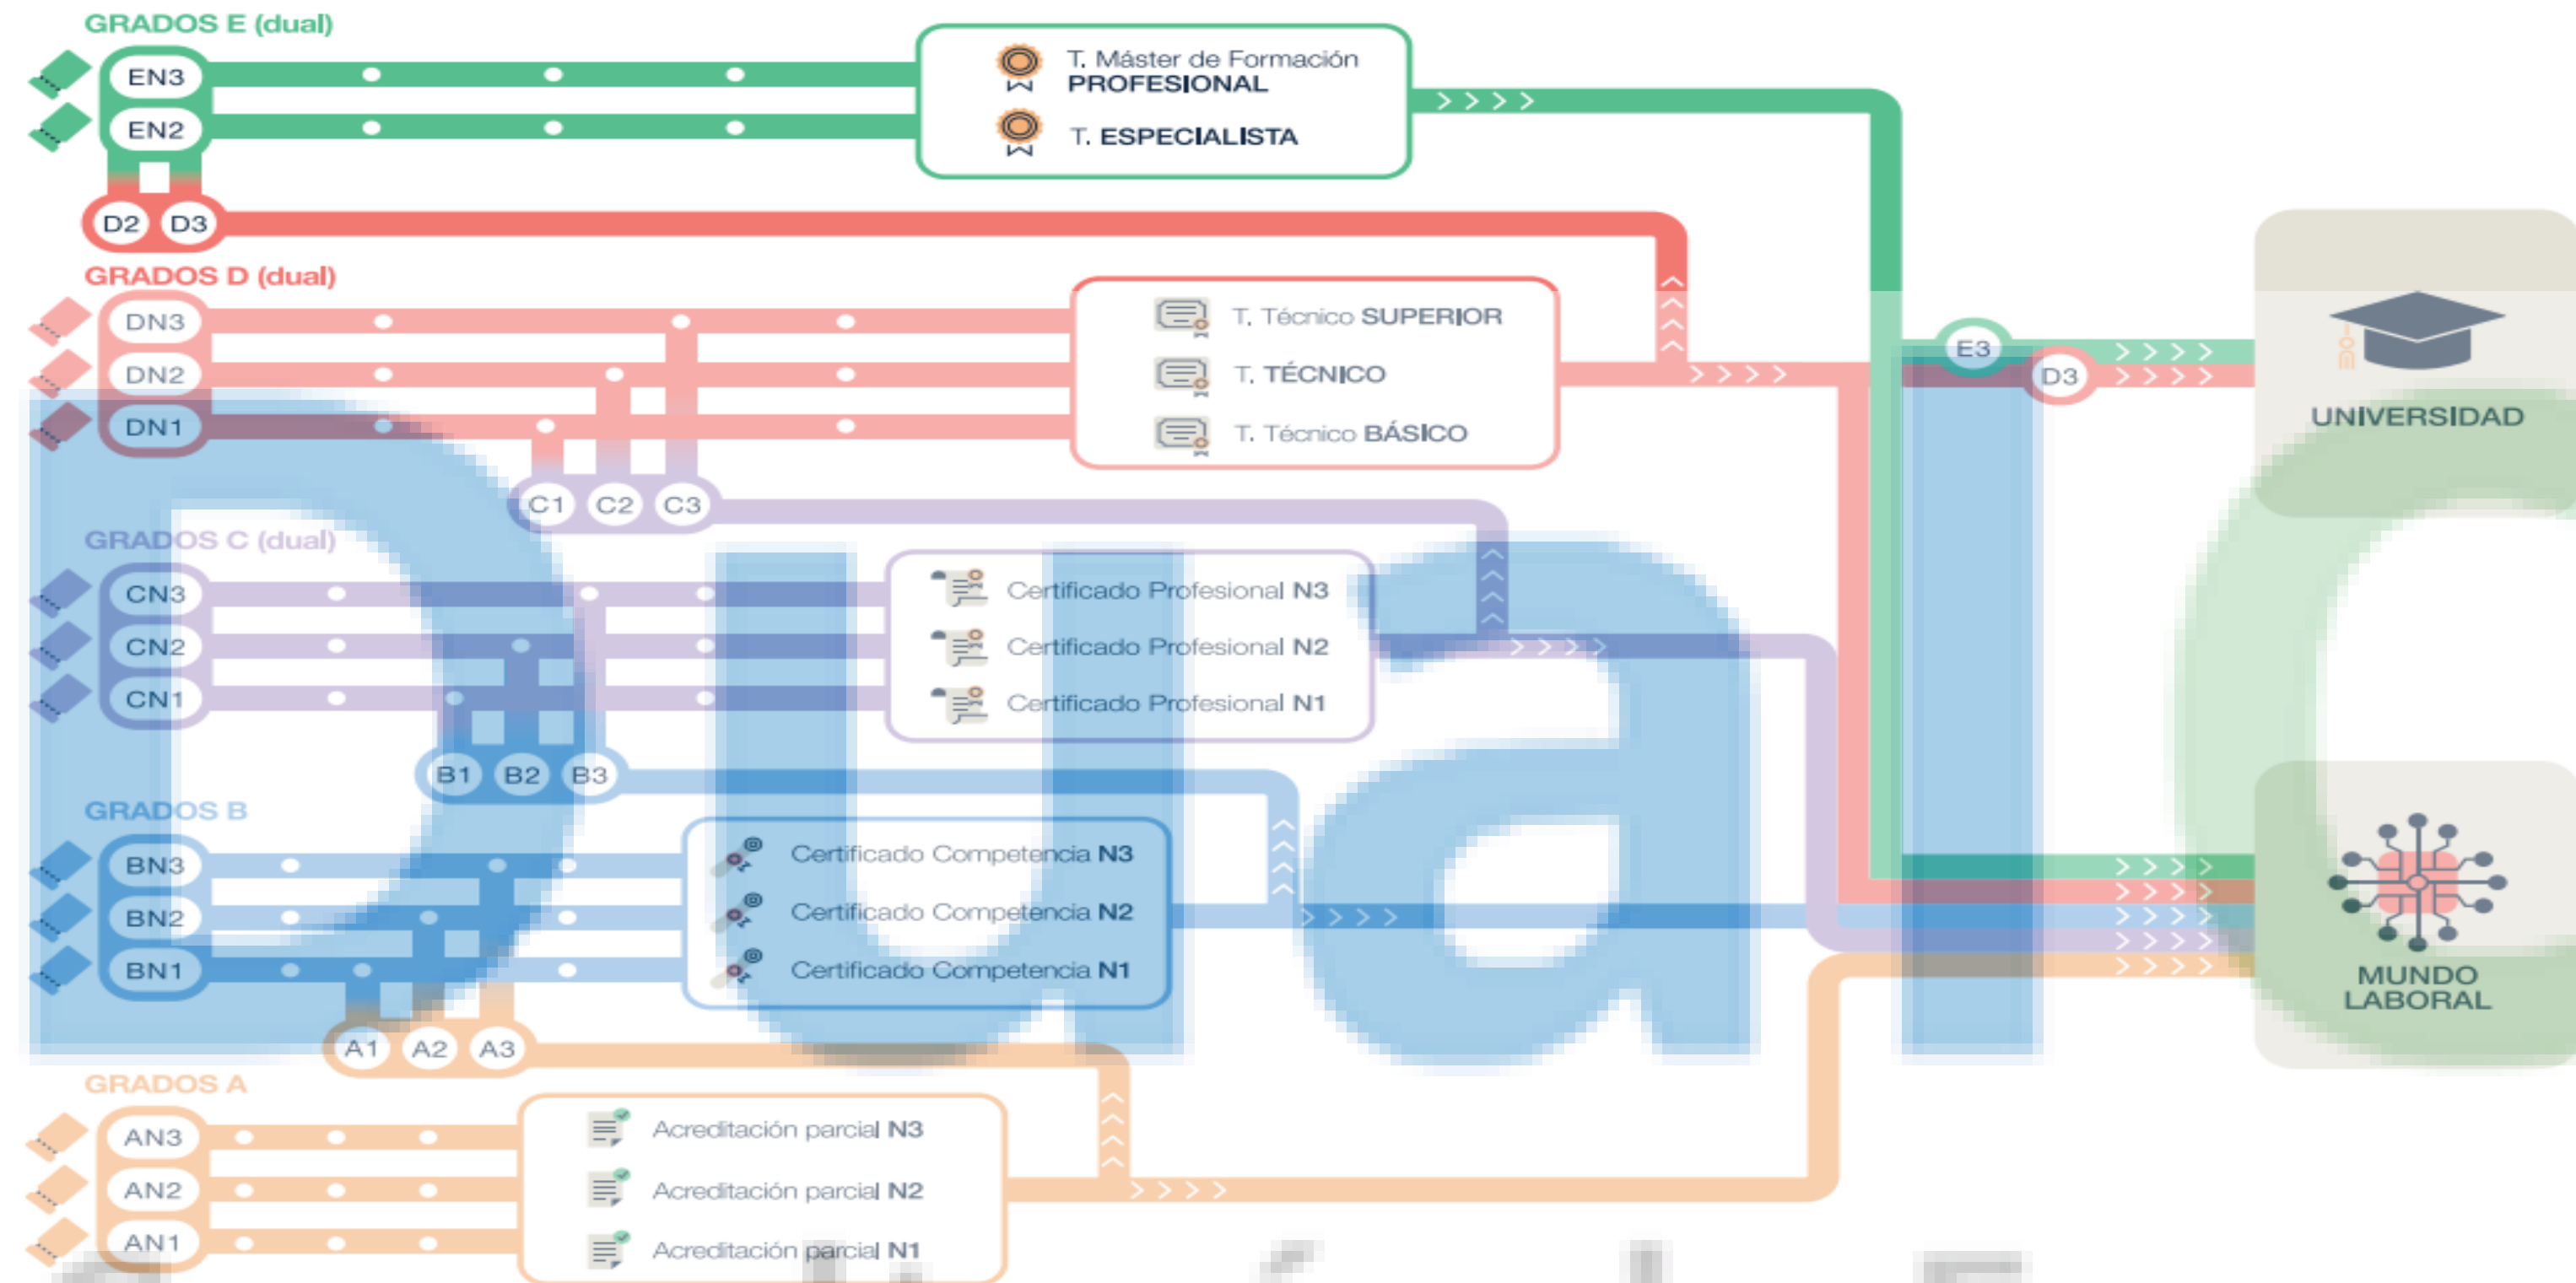 GRADOS E (dual)
EN3
EN2
T. Máster de Formación
PROFESIONAL
T. ESPECIALISTA
D2 D3
GRADOS D (dual)
DN3
DN2
DN1
T. Técnico SUPERIOR
T. TÉCNICO
T. Técnico BÁSICO
E3
D3
UNIVERSIDAD
C1 C2 C3
GRADOS C (dual)
CN3
CN2
CN1
Certificado Profesional N3
Certificado Profesional N2
Certificado Profesional N1
B1 B2 B3
GRADOS B
BN3
BN2
BN1
Certificado Competencia N3
Certificado Competencia N2
Certificado Competencia N1
MUNDO
LABORAL
A1 A2 A3
GRADOS A
AN3
AN2
AN1
Acreditación parcial N3
Acreditación parcial N2
Acreditación parcial N1
Dual